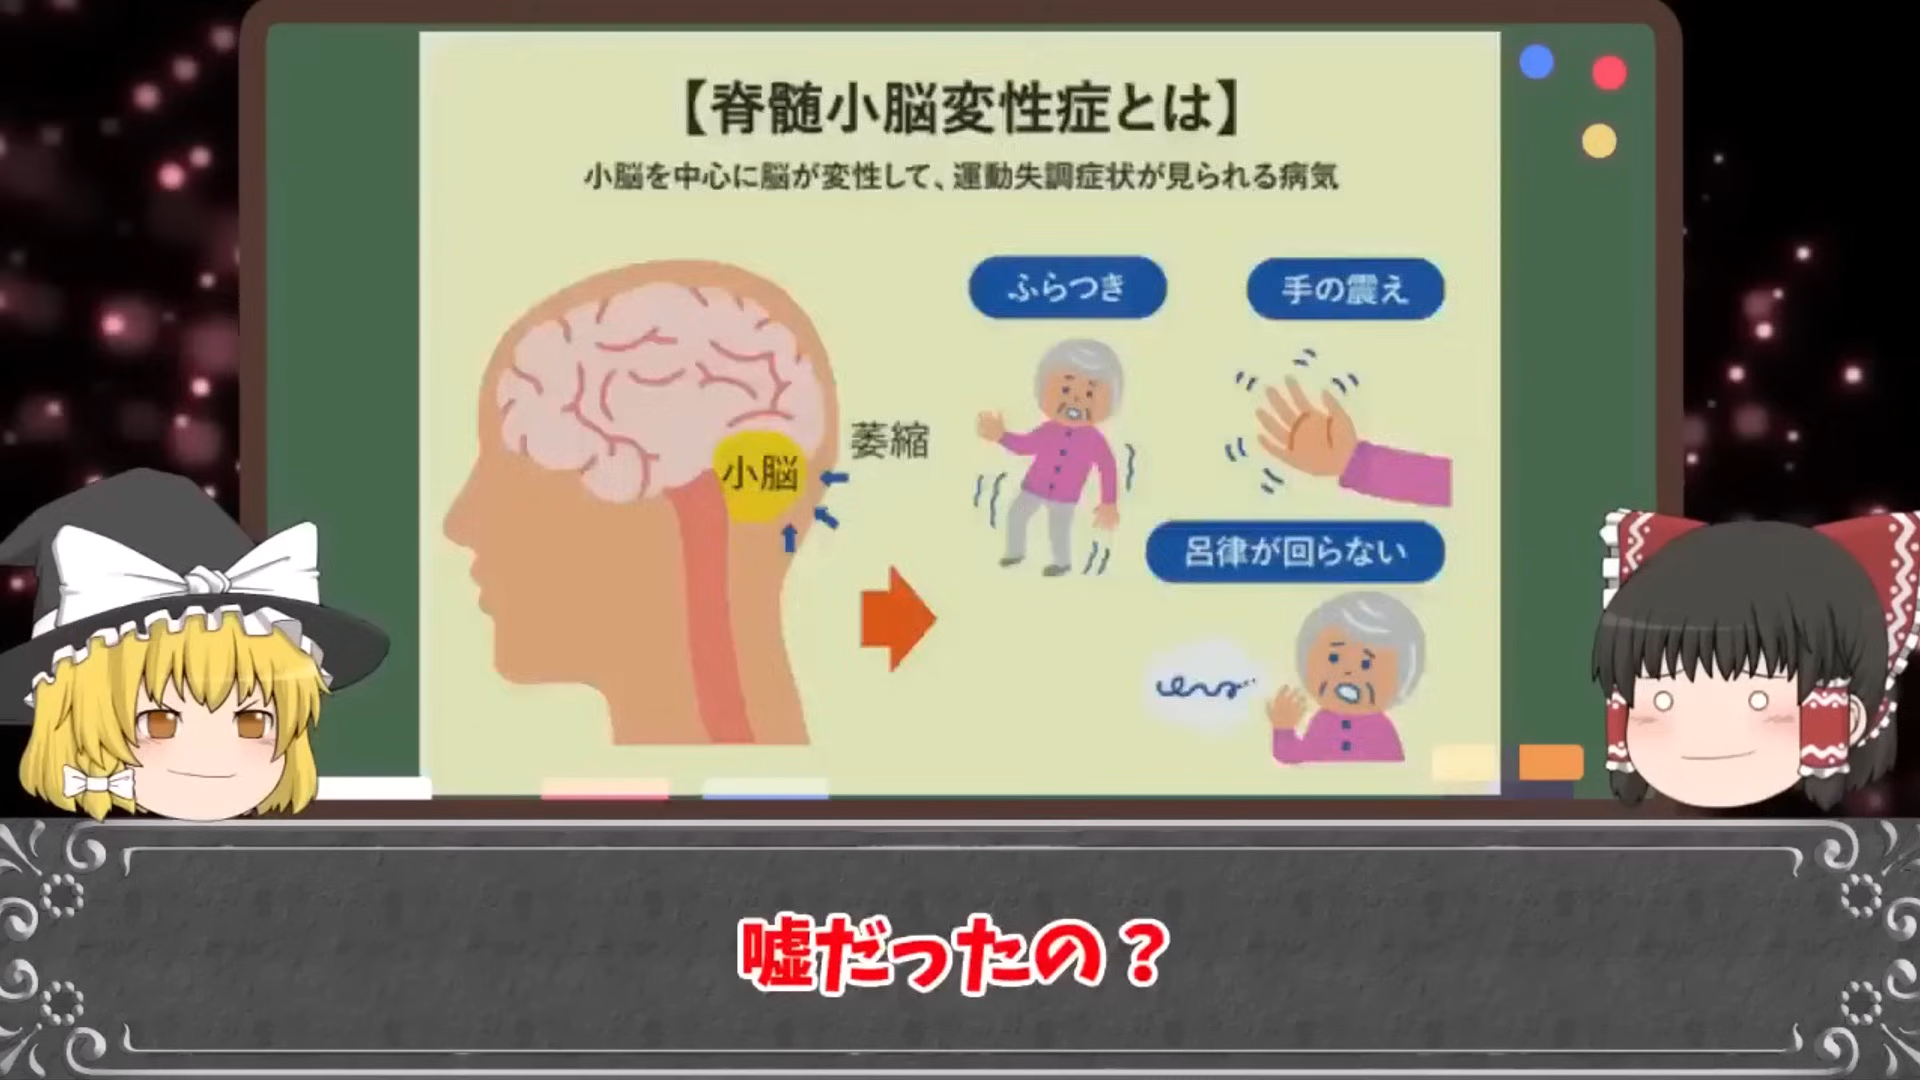 【脊髄小脳変性症とは】
小脳を中心に脳が変性して、運動失調症状が見られる病気
ふらつき
手の震え
萎縮
小脳
呂律が回らない
嘘だったの？